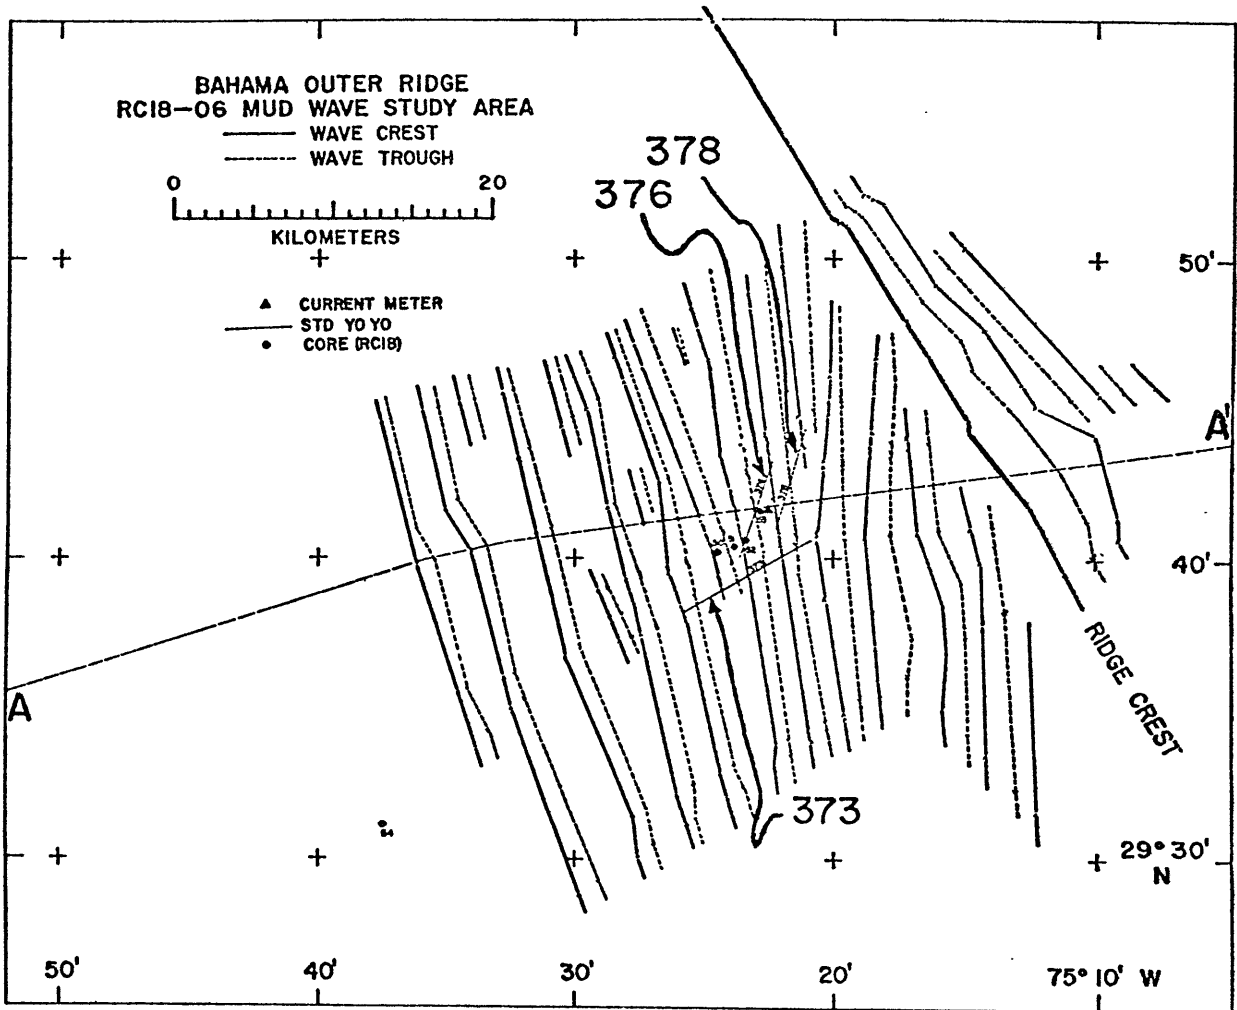 BAHAMA OUTER RIDGE
RC18-06 MUD WAVE STUDY AREA
WAVE CREST
WAVE TROUGH
0 20
KILOMETERS
CURRENT METER
STD YO YO
CORE (RC18)
378
376
50'
A'
40'
A
RIDGE CREST
373
54
29° 30'
N
50' 40' 30' 20' 75° 10' W